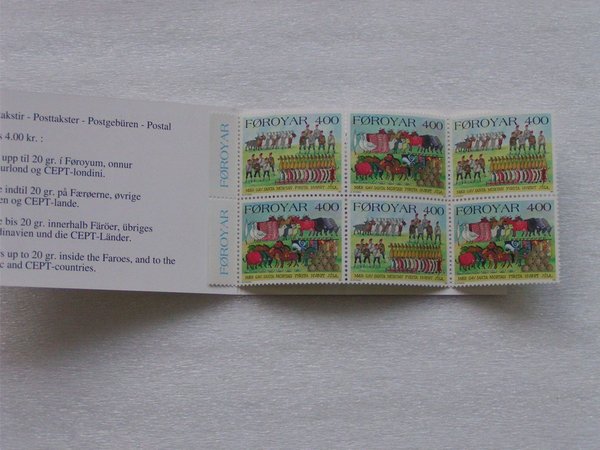 akstir - Posttakster - Postgebüren - Postal
s 4.00 kr. :
upp til 20 gr. í Føroyum, onnur
urlond og CEPT-londini.
e indtil 20 gr. på Færøerne, øvrige
en og CEPT-lande.
e bis 20 gr. innerhalb Färöer, übriges
dinavien und die CEPT-Länder.
s up to 20 gr. inside the Faroes, and to the
c and CEPT-countries.
FØROYAR
FØROYAR
FØROYAR 400
FØROYAR 400
FØROYAR 400
FØROYAR 400
FØROYAR 400
FØROYAR 400